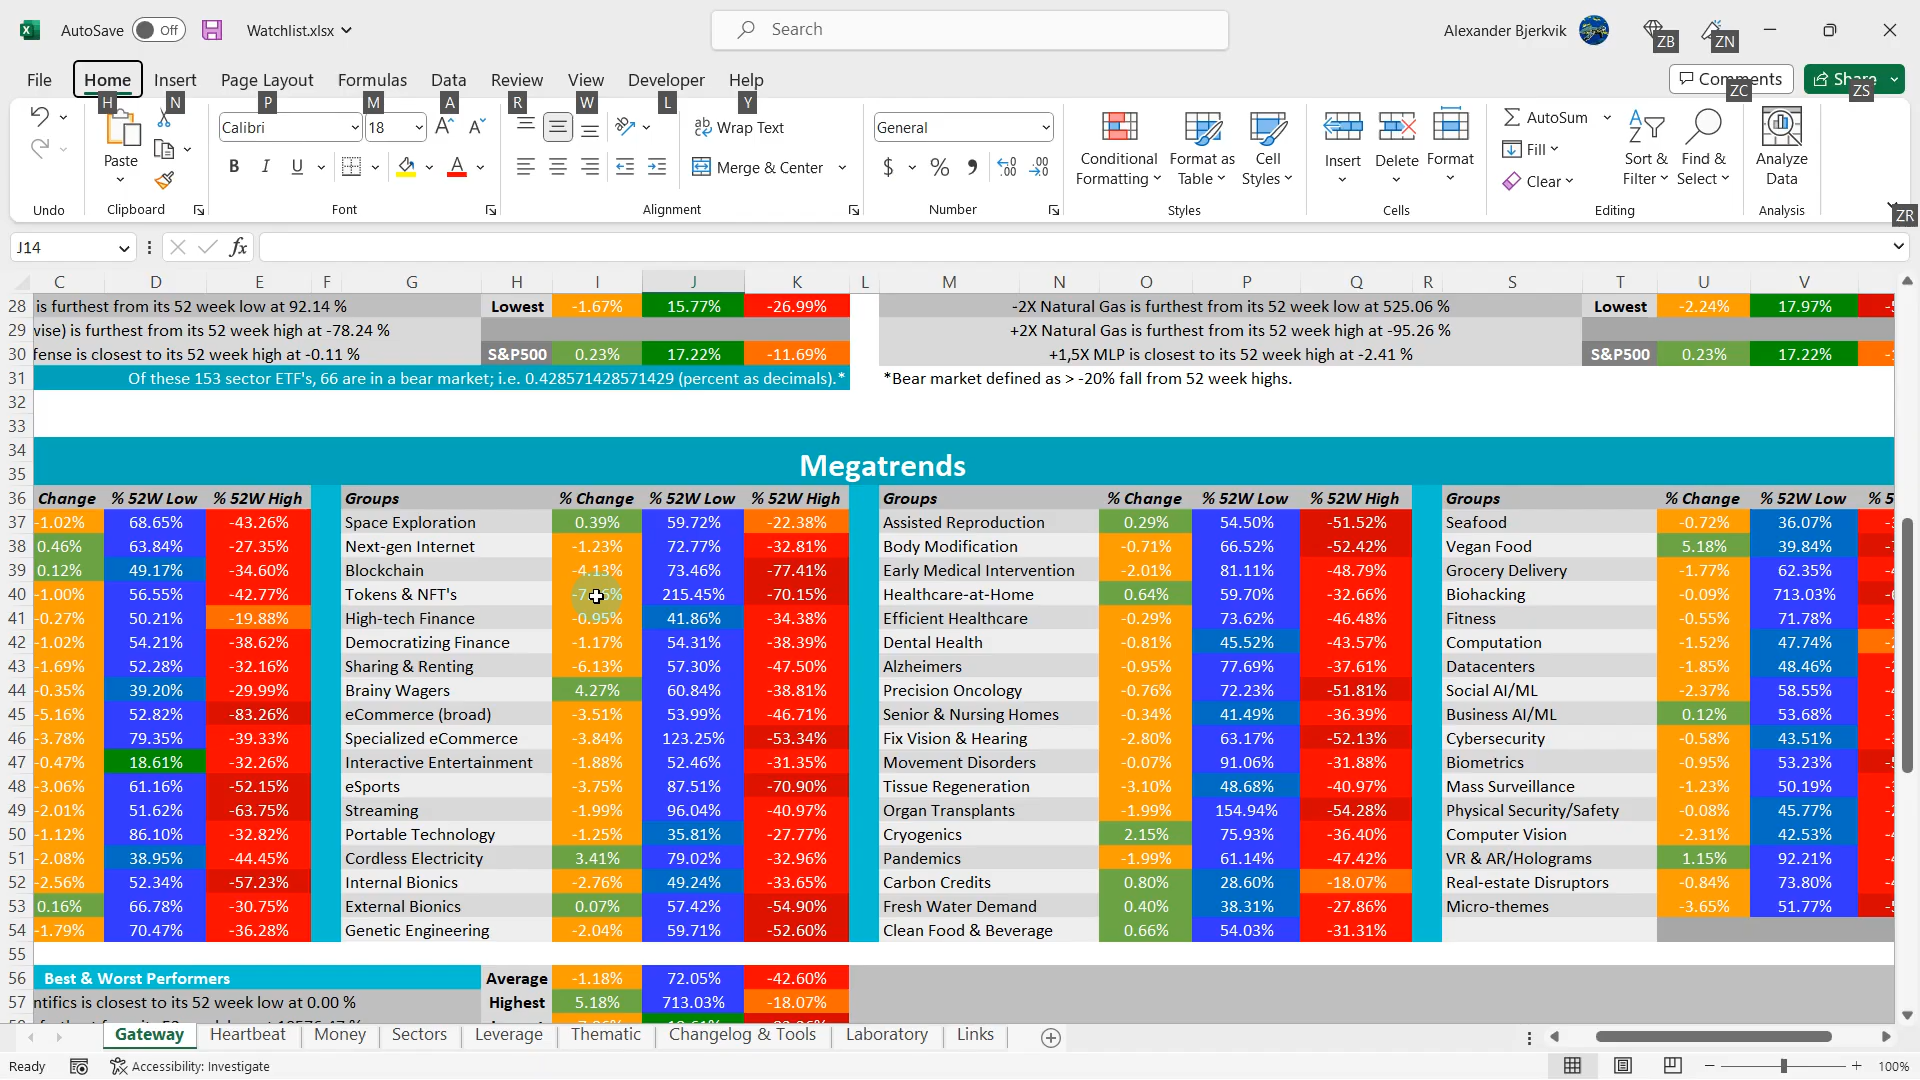 AutoSave Off Watchlist.xlsx Search Alexander Bjerkvik ZB ZN
File Home Insert Page Layout Formulas Data Review View Developer Help Comments Share
H N P M A R W L Y ZC ZS
Calibri 18 Wrap Text General AutoSum
Paste Merge & Center Conditional Formatting Format as Table Cell Styles Insert Delete Format Fill Clear Sort & Filter Find & Select Analyze Data
Undo Clipboard Font Alignment Number Styles Cells Editing Analysis ZR
J14 fx
C D E F G H I J K L M N O P Q R S T U V
28 is furthest from its 52 week low at 92.14 % Lowest -1.67% 15.77% -26.99% -2X Natural Gas is furthest from its 52 week low at 525.06 % Lowest -2.24% 17.97%
29 vise) is furthest from its 52 week high at -78.24 % +2X Natural Gas is furthest from its 52 week high at -95.26 %
30 fense is closest to its 52 week high at -0.11 % S&P500 0.23% 17.22% -11.69% +1,5X MLP is closest to its 52 week high at -2.41 % S&P500 0.23% 17.22%
31 Of these 153 sector ETF's, 66 are in a bear market; i.e. 0.428571428571429 (percent as decimals).* *Bear market defined as > -20% fall from 52 week highs.
32
33
34
35 Megatrends
36 Change % 52W Low % 52W High Groups % Change % 52W Low % 52W High Groups % Change % 52W Low % 52W High Groups % Change % 52W Low % 5
37 -1.02% 68.65% -43.26% Space Exploration 0.39% 59.72% -22.38% Assisted Reproduction 0.29% 54.50% -51.52% Seafood -0.72% 36.07%
38 0.46% 63.84% -27.35% Next-gen Internet -1.23% 72.77% -32.81% Body Modification -0.71% 66.52% -52.42% Vegan Food 5.18% 39.84%
39 0.12% 49.17% -34.60% Blockchain -4.13% 73.46% -77.41% Early Medical Intervention -2.01% 81.11% -48.79% Grocery Delivery -1.77% 62.35%
40 -1.00% 56.55% -42.77% Tokens & NFT's 215.45% -70.15% Healthcare-at-Home 0.64% 59.70% -32.66% Biohacking -0.09% 713.03%
41 -0.27% 50.21% -19.88% High-tech Finance -0.95% 41.86% -34.38% Efficient Healthcare -0.29% 73.62% -46.48% Fitness -0.55% 71.78%
42 -1.02% 54.21% -38.62% Democratizing Finance -1.17% 54.31% -38.39% Dental Health -0.81% 45.52% -43.57% Computation -1.52% 47.74%
43 -1.69% 52.28% -32.16% Sharing & Renting -6.13% 57.30% -47.50% Alzheimers -0.95% 77.69% -37.61% Datacenters -1.85% 48.46%
44 -0.35% 39.20% -29.99% Brainy Wagers 4.27% 60.84% -38.81% Precision Oncology -0.76% 72.23% -51.81% Social AI/ML -2.37% 58.55%
45 -5.16% 52.82% -83.26% eCommerce (broad) -3.51% 53.99% -46.71% Senior & Nursing Homes -0.34% 41.49% -36.39% Business AI/ML 0.12% 53.68%
46 -3.78% 79.35% -39.33% Specialized eCommerce -3.84% 123.25% -53.34% Fix Vision & Hearing -2.80% 63.17% -52.13% Cybersecurity -0.58% 43.51%
47 -0.47% 18.61% -32.26% Interactive Entertainment -1.88% 52.46% -31.35% Movement Disorders -0.07% 91.06% -31.88% Biometrics -0.95% 53.23%
48 -3.06% 61.16% -52.15% eSports -3.75% 87.51% -70.90% Tissue Regeneration -3.10% 48.68% -40.97% Mass Surveillance -1.23% 50.19%
49 -2.01% 51.62% -63.75% Streaming -1.99% 96.04% -40.97% Organ Transplants -1.99% 154.94% -54.28% Physical Security/Safety -0.08% 45.77%
50 -1.12% 86.10% -32.82% Portable Technology -1.25% 35.81% -27.77% Cryogenics 2.15% 75.93% -36.40% Computer Vision -2.31% 42.53%
51 -2.08% 38.95% -44.45% Cordless Electricity 3.41% 79.02% -32.96% Pandemics -1.99% 61.14% -47.42% VR & AR/Holograms 1.15% 92.21%
52 -2.56% 52.34% -57.23% Internal Bionics -2.76% 49.24% -33.65% Carbon Credits 0.80% 28.60% -18.07% Real-estate Disruptors -0.84% 73.80%
53 0.16% 66.78% -30.75% External Bionics 0.07% 57.42% -54.90% Fresh Water Demand 0.40% 38.31% -27.86% Micro-themes -3.65% 51.77%
54 -1.79% 70.47% -36.28% Genetic Engineering -2.04% 59.71% -52.60% Clean Food & Beverage 0.66% 54.03% -31.31%
55
56 Best & Worst Performers Average -1.18% 72.05% -42.60%
57 ntifics is closest to its 52 week low at 0.00 % Highest 5.18% 713.03% -18.07%
Gateway Heartbeat Money Sectors Leverage Thematic Changelog & Tools Laboratory Links
Ready Accessibility: Investigate 100%